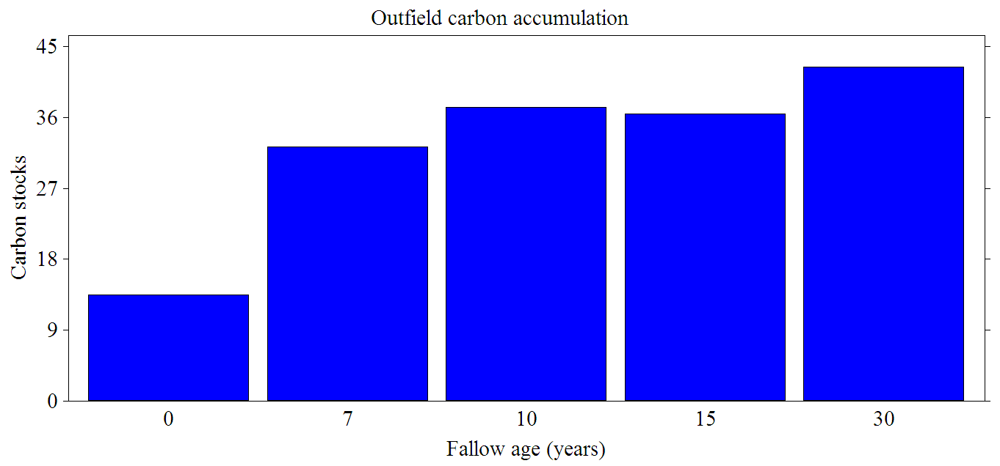 Outfield carbon accumulation
45
36
27
18
9
0
Carbon stocks
0 7 10 15 30
Fallow age (years)